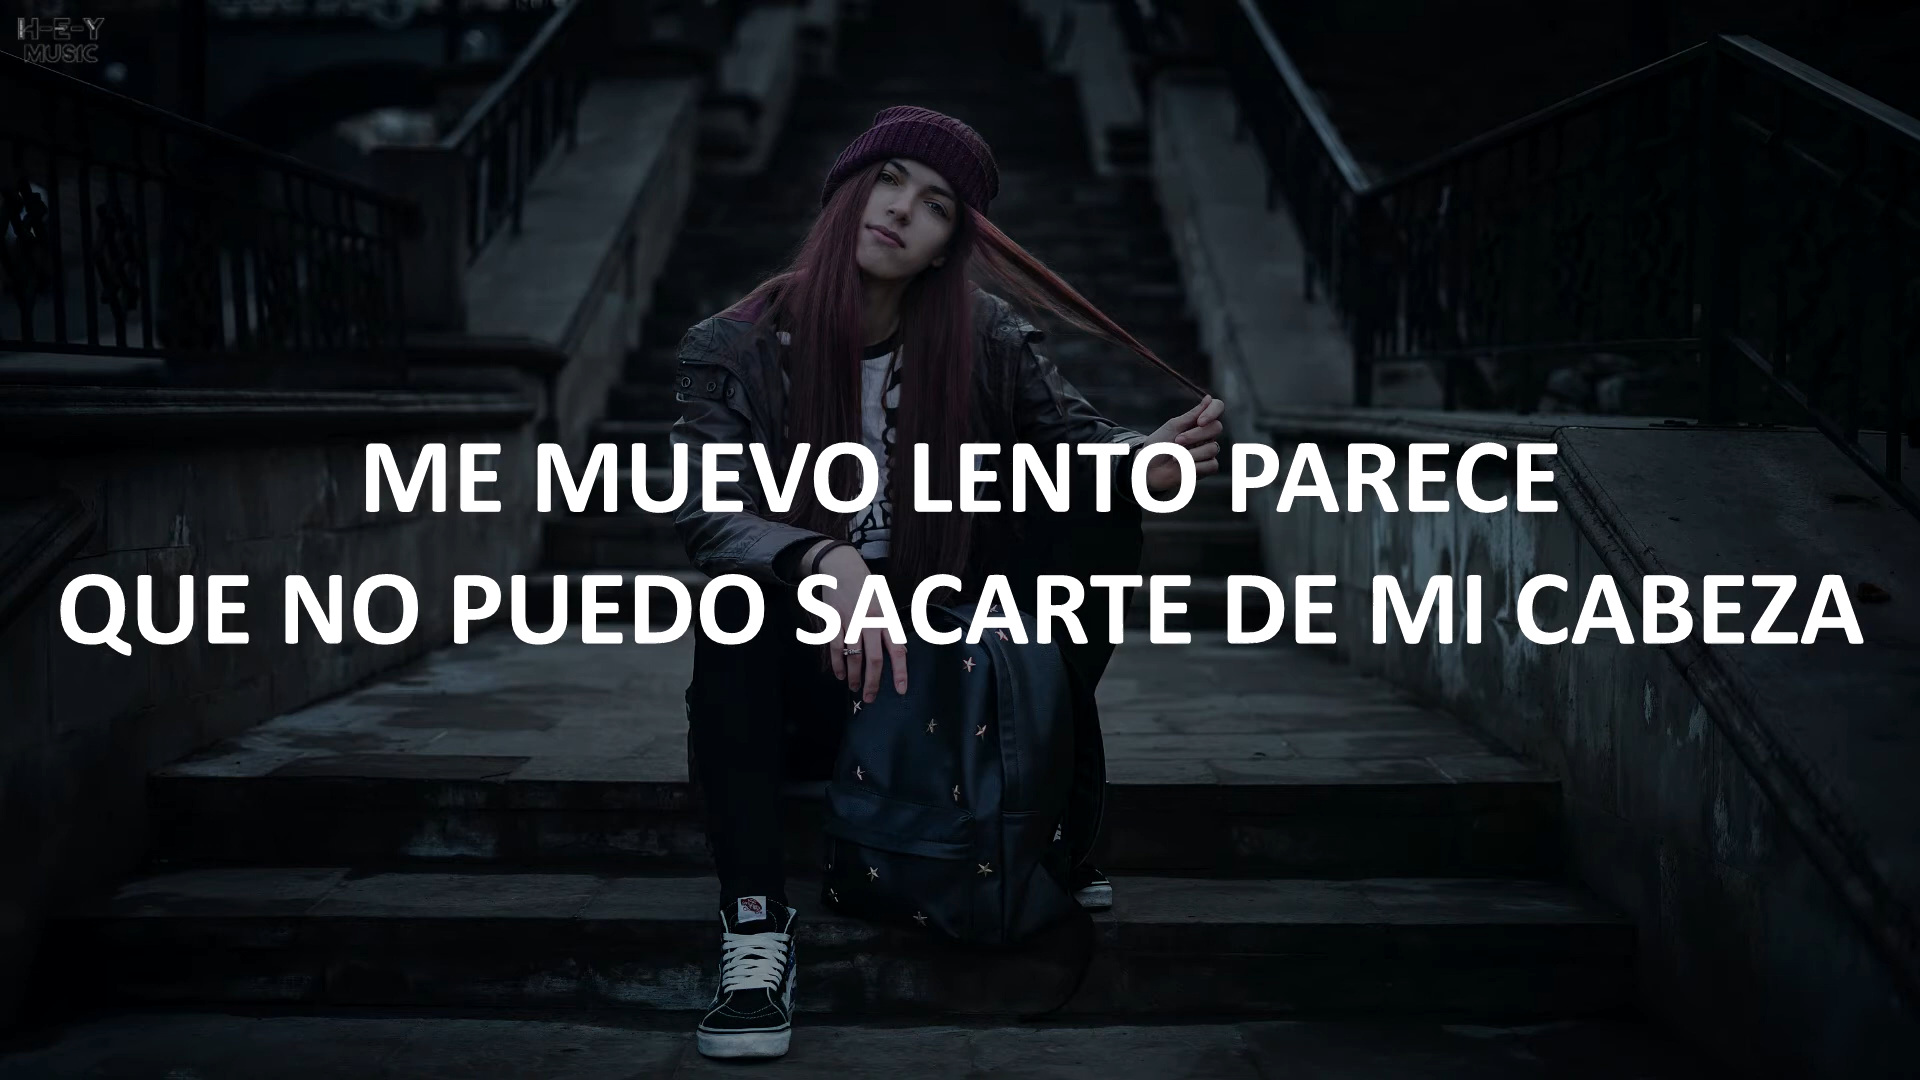 H-E-Y
MUSIC
ME MUEVO LENTO PARECE
QUE NO PUEDO SACARTE DE MI CABEZA